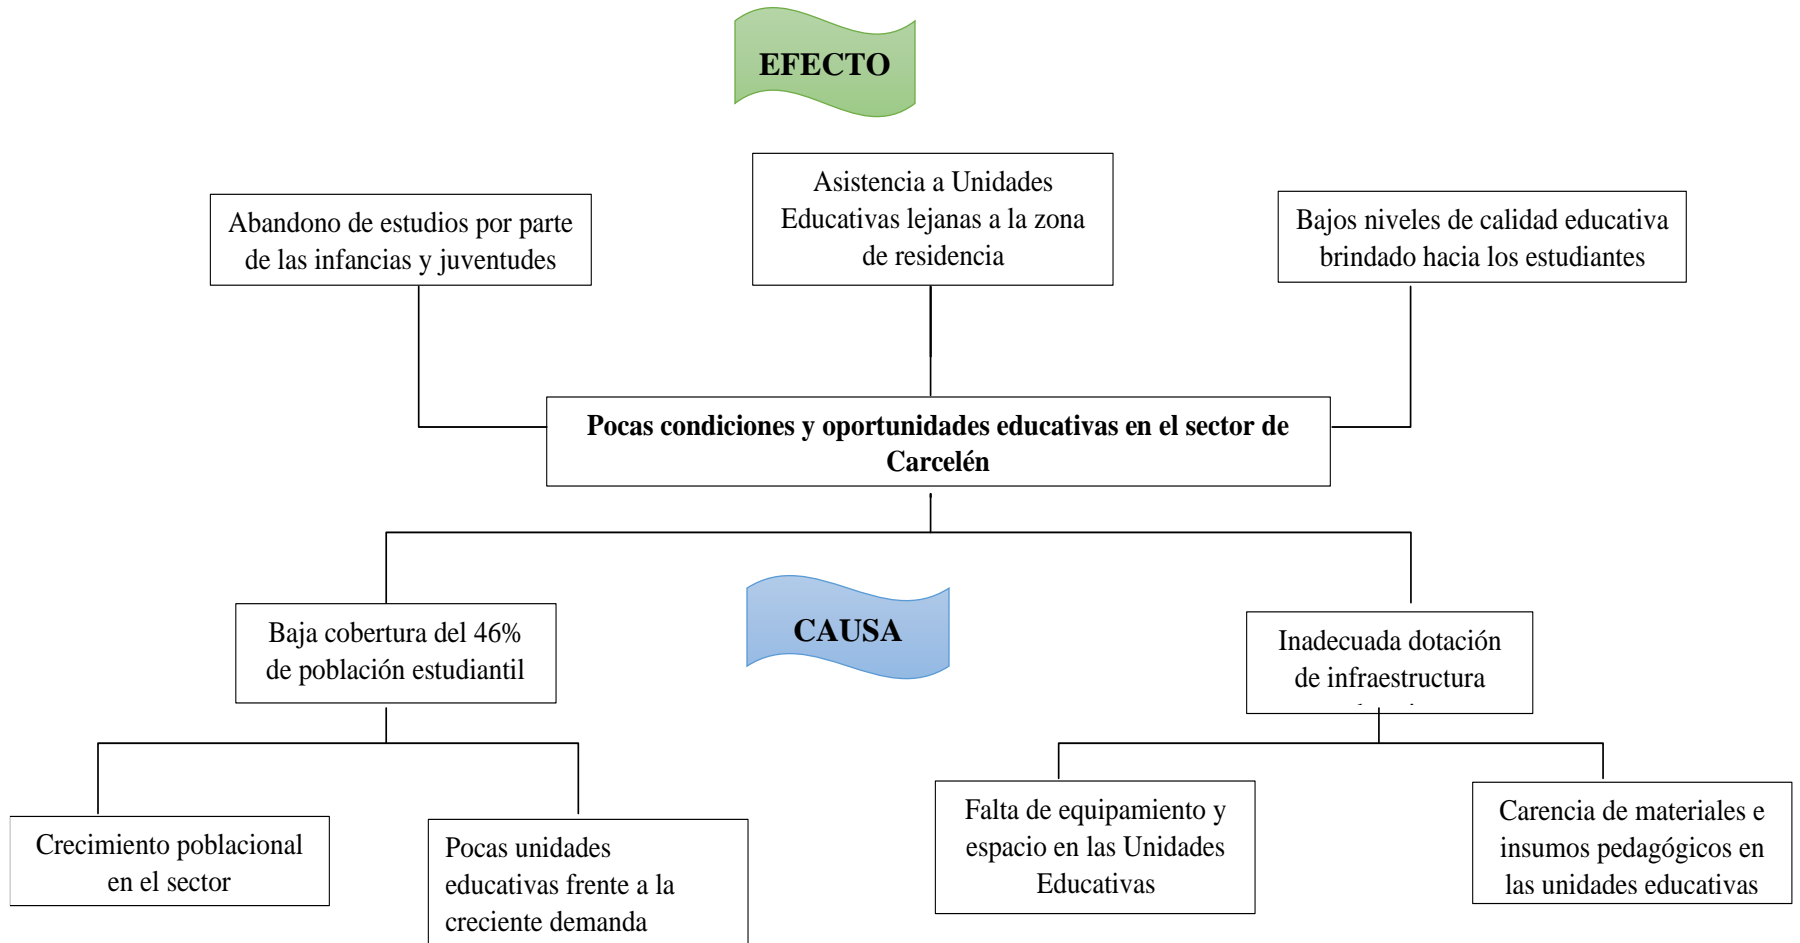 EFECTO
Abandono de estudios por parte
de las infancias y juventudes
Asistencia a Unidades
Educativas lejanas a la zona
de residencia
Bajos niveles de calidad educativa
brindado hacia los estudiantes
Pocas condiciones y oportunidades educativas en el sector de
Carcelén
CAUSA
Baja cobertura del 46%
de población estudiantil
Inadecuada dotación
de infraestructura
Crecimiento poblacional
en el sector
Pocas unidades
educativas frente a la
creciente demanda
Falta de equipamiento y
espacio en las Unidades
Educativas
Carencia de materiales e
insumos pedagógicos en
las unidades educativas